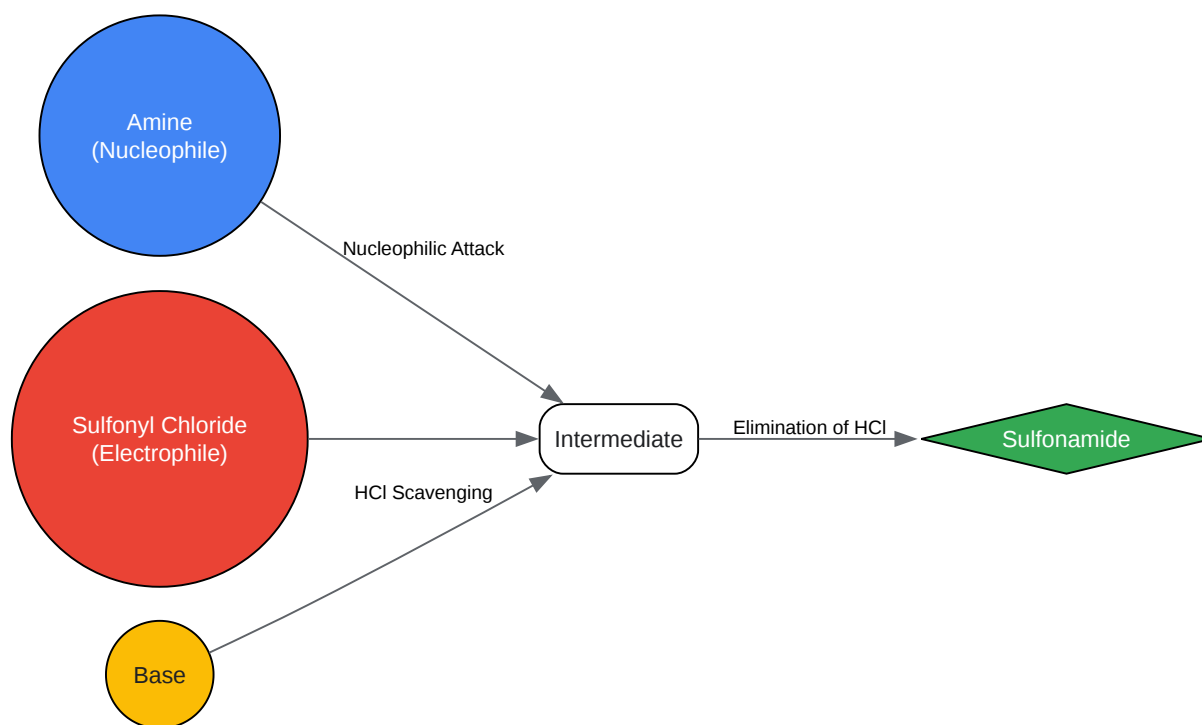 Amine
(Nucleophile)
Nucleophilic Attack
Sulfonyl Chloride
(Electrophile)
Intermediate
Elimination of HCl
Sulfonamide
HCl Scavenging
Base